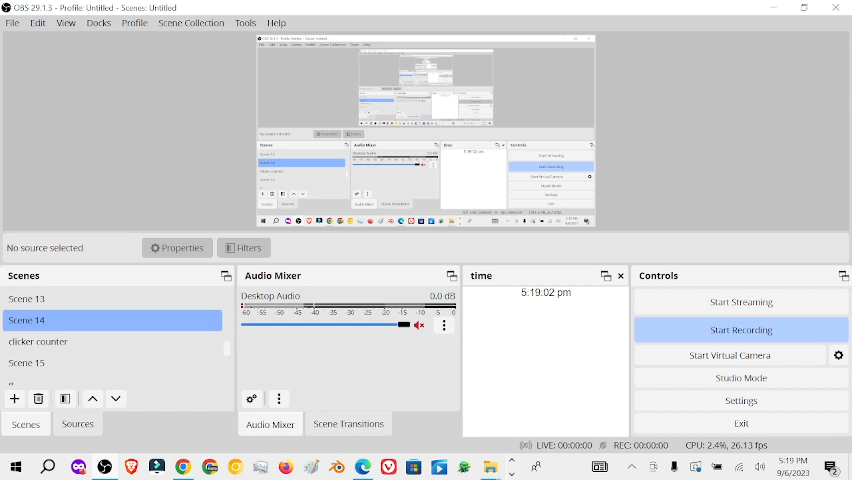 OBS 29.1.3 - Profile: Untitled - Scenes: Untitled
File Edit View Docks Profile Scene Collection Tools Help
No source selected Properties Filters
Scenes
Scene 13
Scene 14
clicker counter
Scene 15
Scenes Sources
Audio Mixer
Desktop Audio 0.0 dB
-60 -55 -50 -45 -40 -35 -30 -25 -20 -15 -10 -5 0
Audio Mixer Scene Transitions
time
5:19:02 pm
Controls
Start Streaming
Start Recording
Start Virtual Camera
Studio Mode
Settings
Exit
LIVE: 00:00:00 REC: 00:00:00 CPU: 2.4%, 26.13 fps
5:19 PM
9/6/2023
2